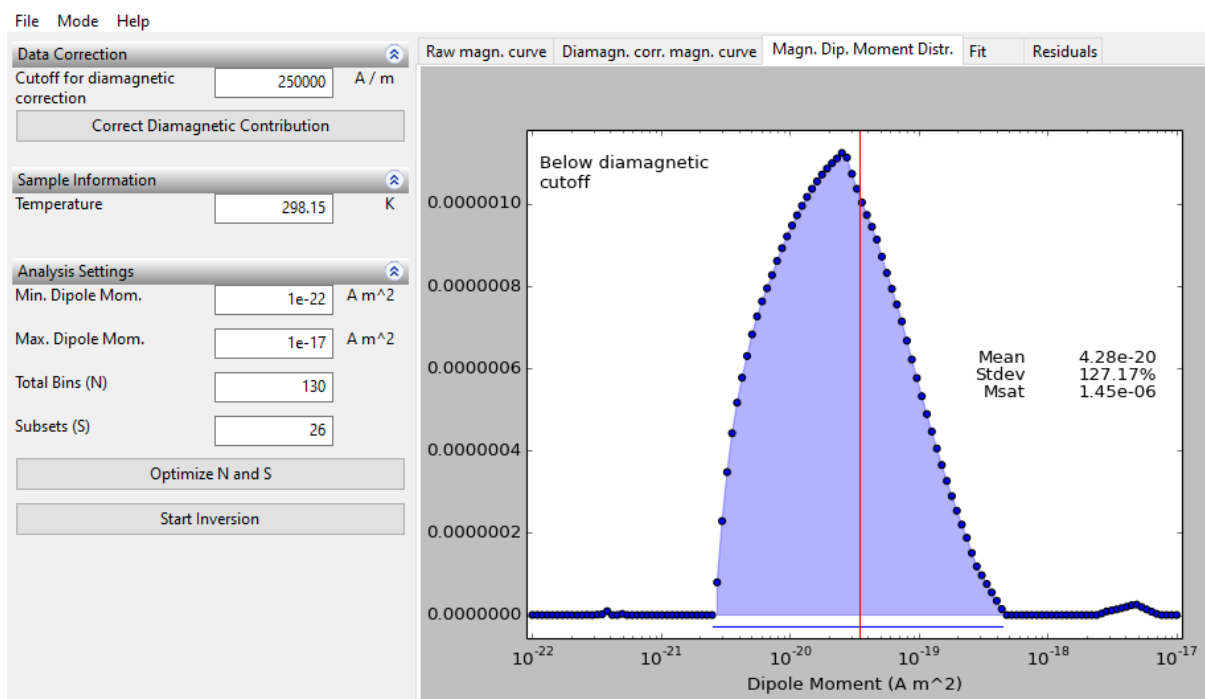 File Mode Help
Data Correction
Cutoff for diamagnetic correction 250000 A / m
Correct Diamagnetic Contribution
Sample Information
Temperature 298.15 K
Analysis Settings
Min. Dipole Mom. 1e-22 A m^2
Max. Dipole Mom. 1e-17 A m^2
Total Bins (N) 130
Subsets (S) 26
Optimize N and S
Start Inversion
Raw magn. curve Diamagn. corr. magn. curve Magn. Dip. Moment Distr. Fit Residuals
Below diamagnetic
cutoff
0.0000010
0.0000008
0.0000006
0.0000004
0.0000002
0.0000000
Mean 4.28e-20
Stdev 127.17%
Msat 1.45e-06
10^-22 10^-21 10^-20 10^-19 10^-18 10^-17
Dipole Moment (A m^2)